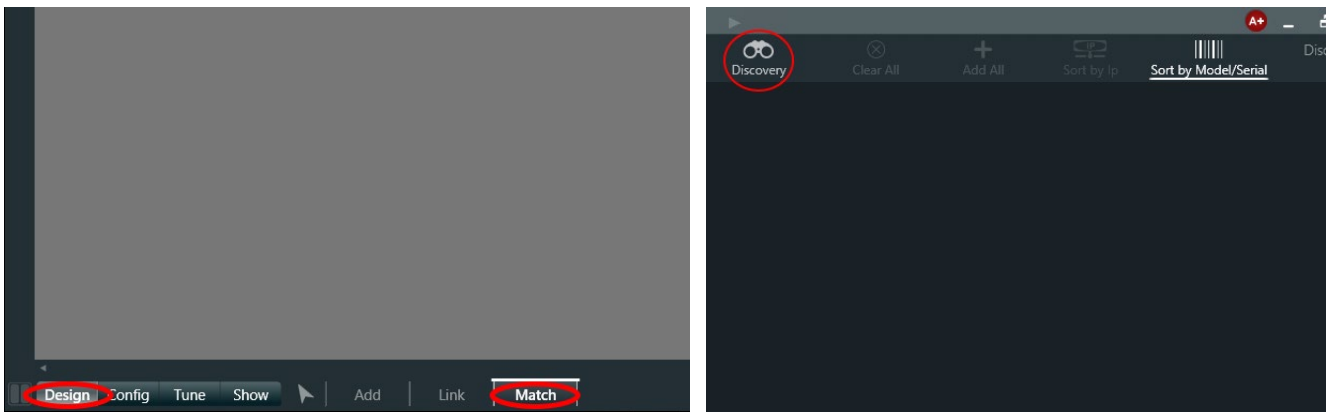 Design Config Tune Show Add Link Match
A+
Discovery Clear All Add All Sort by Ip Sort by Model/Serial